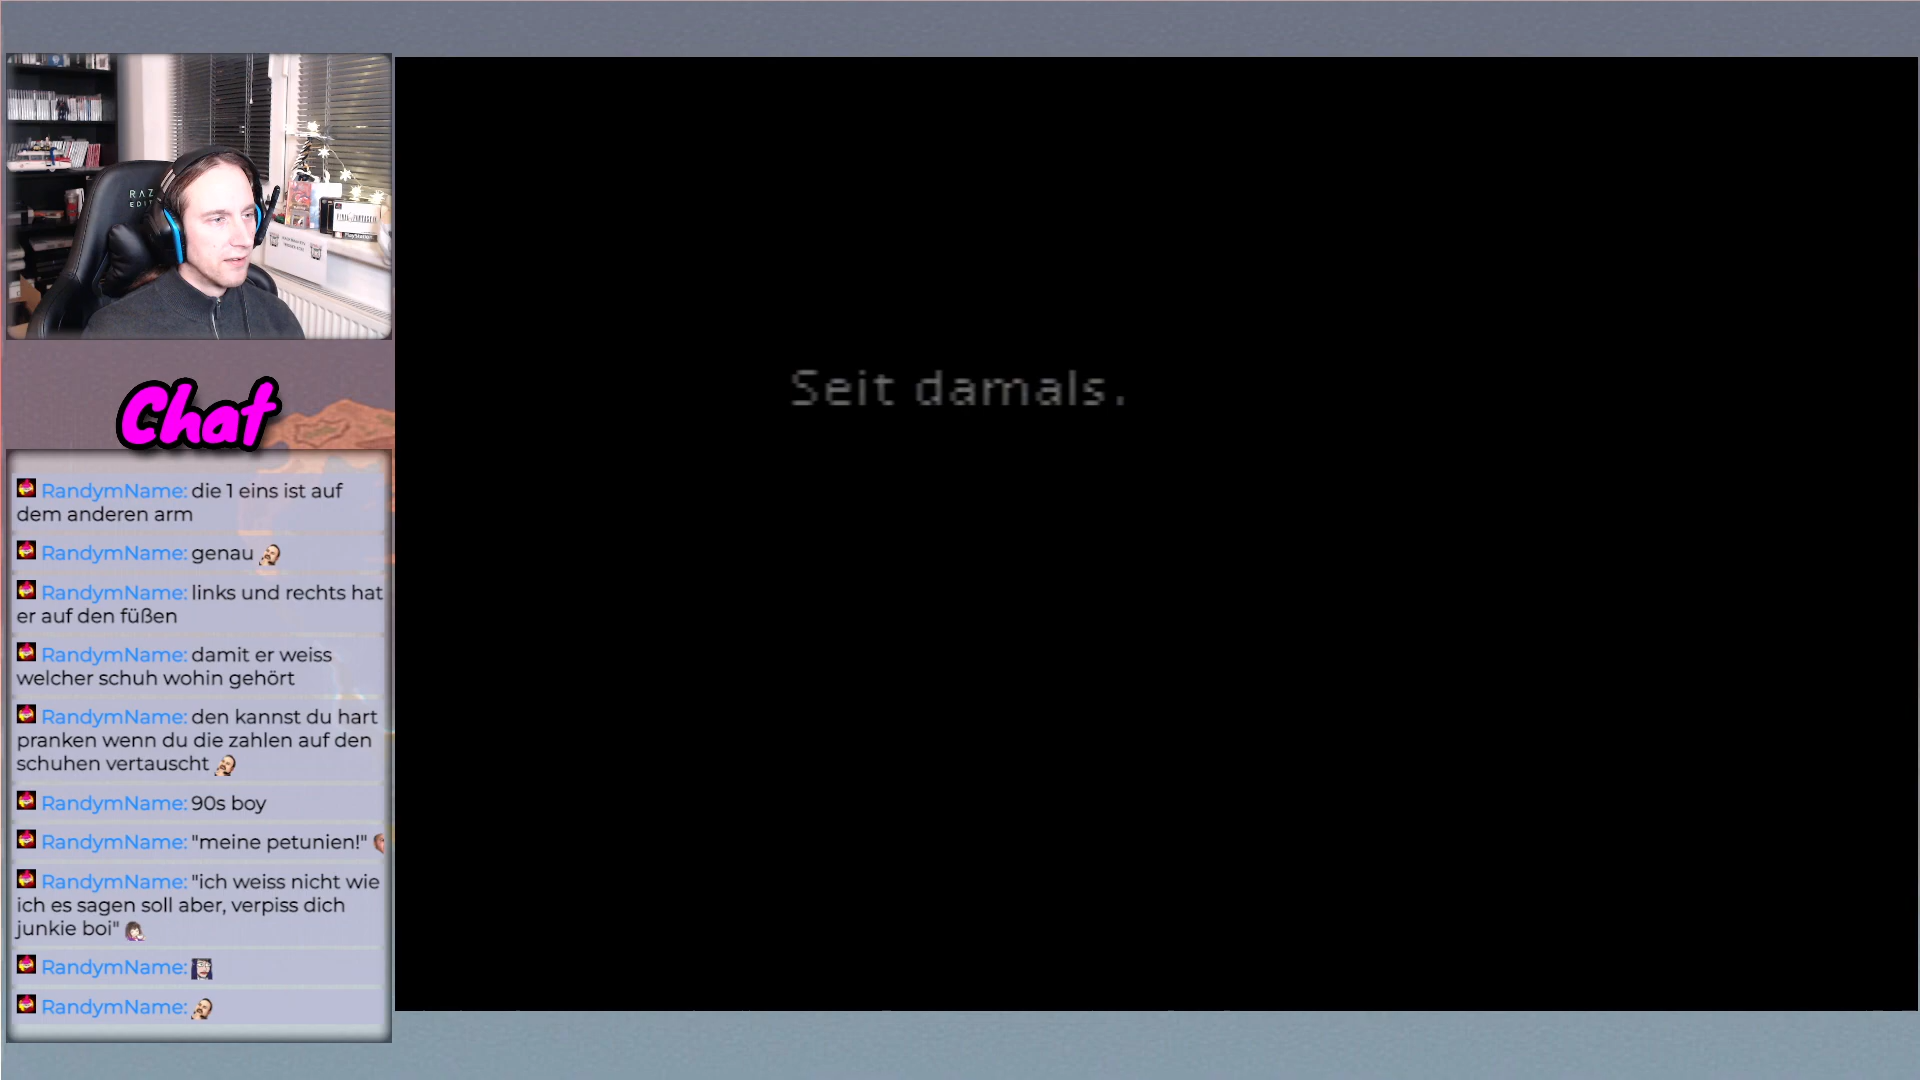 RAZ
EDIT
Seit damals.
Chat
RandymName: die 1 eins ist auf
dem anderen arm
RandymName: genau
RandymName: links und rechts hat
er auf den füßen
RandymName: damit er weiss
welcher schuh wohin gehört
RandymName: den kannst du hart
pranken wenn du die zahlen auf den
schuhen vertauscht
RandymName: 90s boy
RandymName: "meine petunien!"
RandymName: "ich weiss nicht wie
ich es sagen soll aber, verpiss dich
junkie boi"
RandymName:
RandymName: